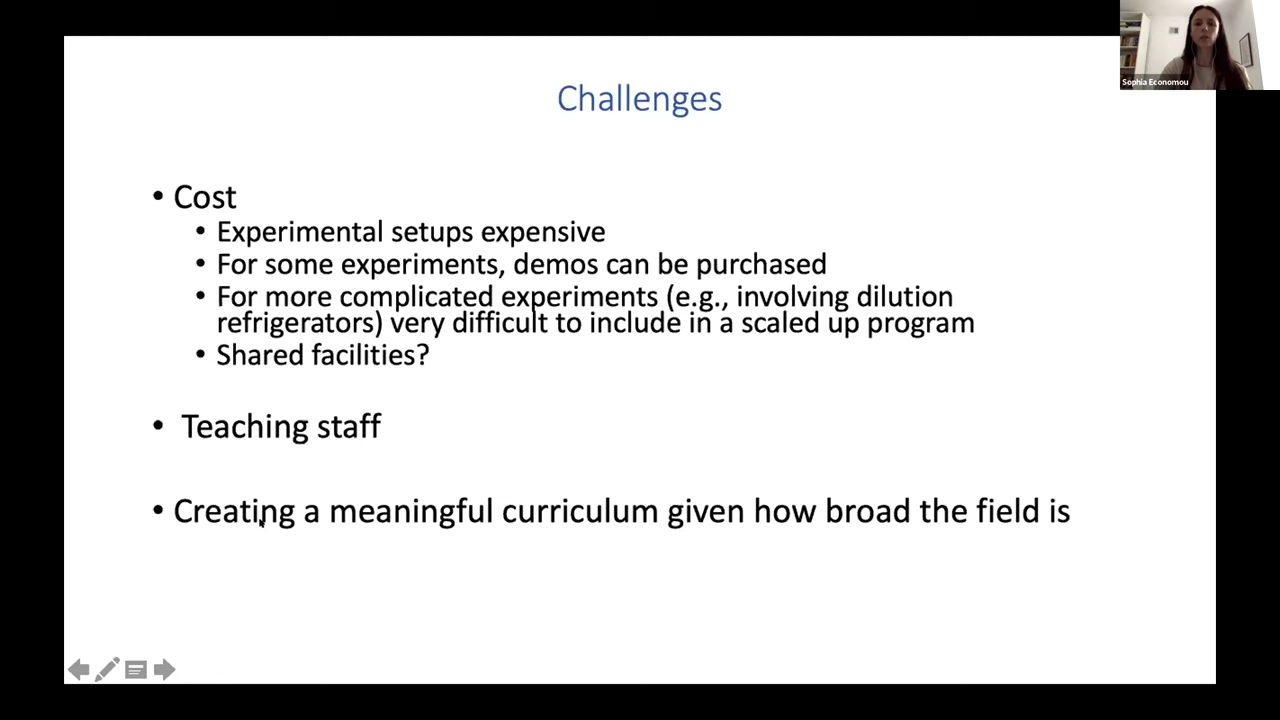 Sophia Economou
Challenges
• Cost
• Experimental setups expensive
• For some experiments, demos can be purchased
• For more complicated experiments (e.g., involving dilution
refrigerators) very difficult to include in a scaled up program
• Shared facilities?
• Teaching staff
• Creating a meaningful curriculum given how broad the field is